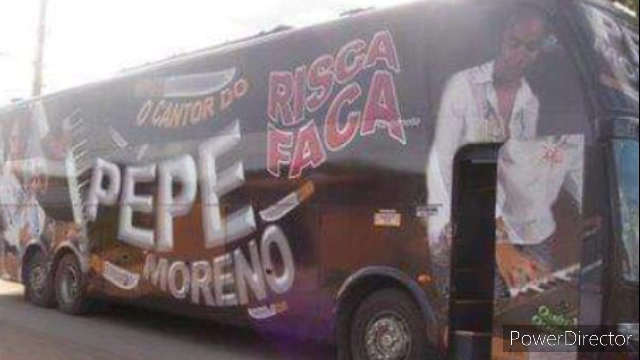 O CANTOR DO
RISCA
FACA
PEPE
MORENO
PowerDirector